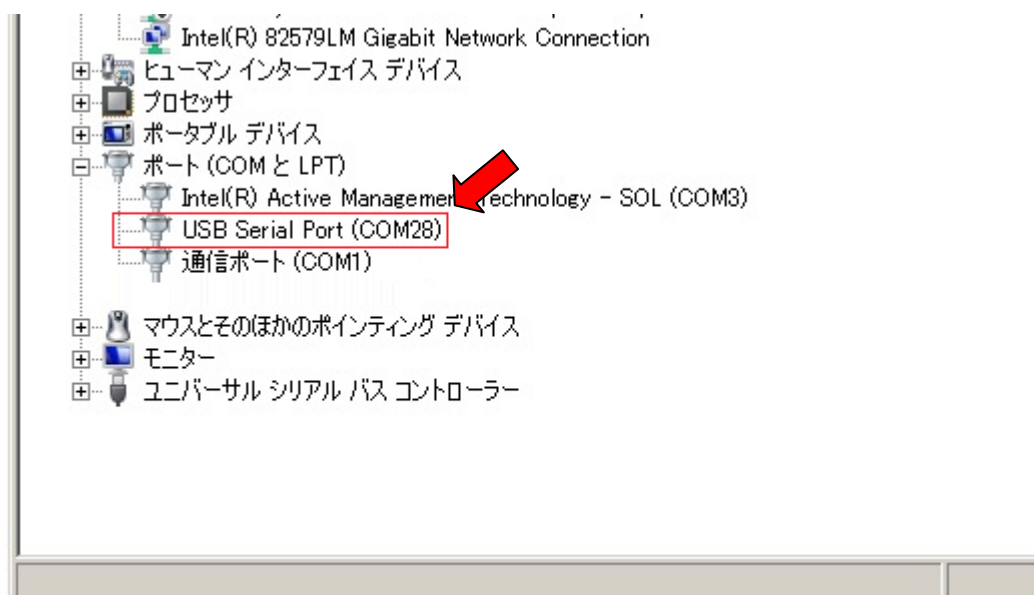 Intel(R) 82579LM Gigabit Network Connection
ヒューマン インターフェイス デバイス
プロセッサ
ポータブル デバイス
ポート (COM と LPT)
Intel(R) Active Management Technology - SOL (COM3)
USB Serial Port (COM28)
通信ポート (COM1)
マウスとそのほかのポインティング デバイス
モニター
ユニバーサル シリアル バス コントローラー